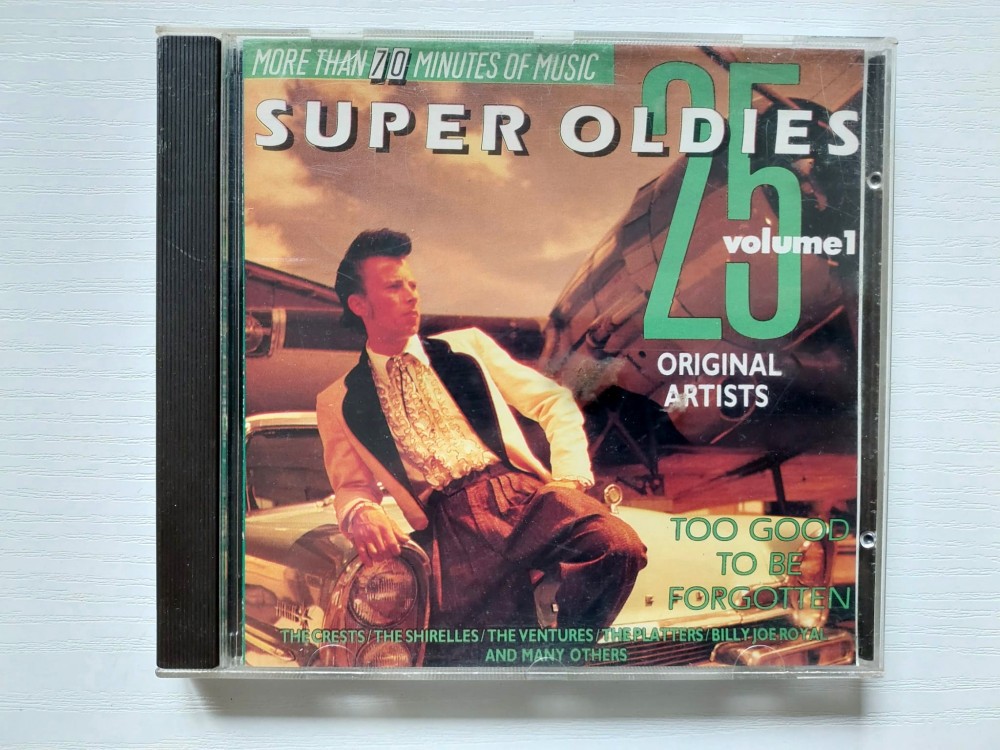 MORE THAN 70 MINUTES OF MUSIC
SUPER OLDIES
25
volume1
ORIGINAL
ARTISTS
TOO GOOD
TO BE
FORGOTTEN
THE CRESTS/THE SHIRELLES/THE VENTURES/THE PLATTERS/BILLY JOE ROYAL
AND MANY OTHERS